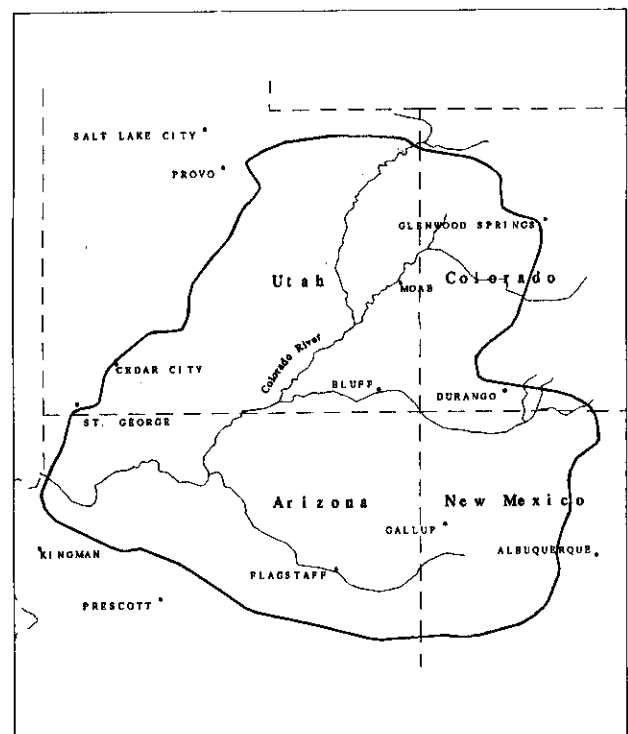 SALT LAKE CITY
PROVO
GLENWOOD SPRINGS
Utah
Colorado
MOAB
Colorado River
CEDAR CITY
BLUFF
DURANGO
ST. GEORGE
Arizona
New Mexico
GALLUP
KINGMAN
ALBUQUERQUE
FLAGSTAFF
PRESCOTT